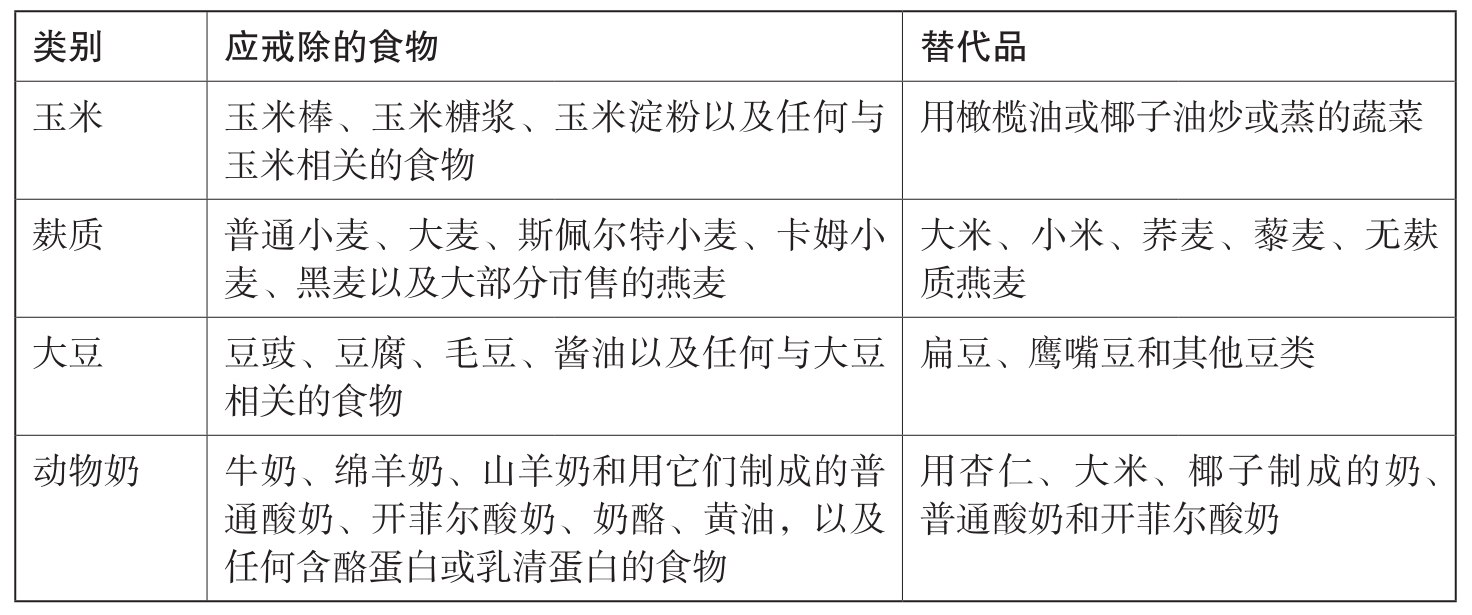 类别
应戒除的食物
替代品
玉米
玉米棒、玉米糖浆、玉米淀粉以及任何与
玉米相关的食物
用橄榄油或椰子油炒或蒸的蔬菜
麸质
普通小麦、大麦、斯佩尔特小麦、卡姆小
麦、黑麦以及大部分市售的燕麦
大米、小米、荞麦、藜麦、无麸
质燕麦
大豆
豆豉、豆腐、毛豆、酱油以及任何与大豆
相关的食物
扁豆、鹰嘴豆和其他豆类
动物奶
牛奶、绵羊奶、山羊奶和用它们制成的普
通酸奶、开菲尔酸奶、奶酪、黄油，以及
任何含酪蛋白或乳清蛋白的食物
用杏仁、大米、椰子制成的奶、
普通酸奶和开菲尔酸奶